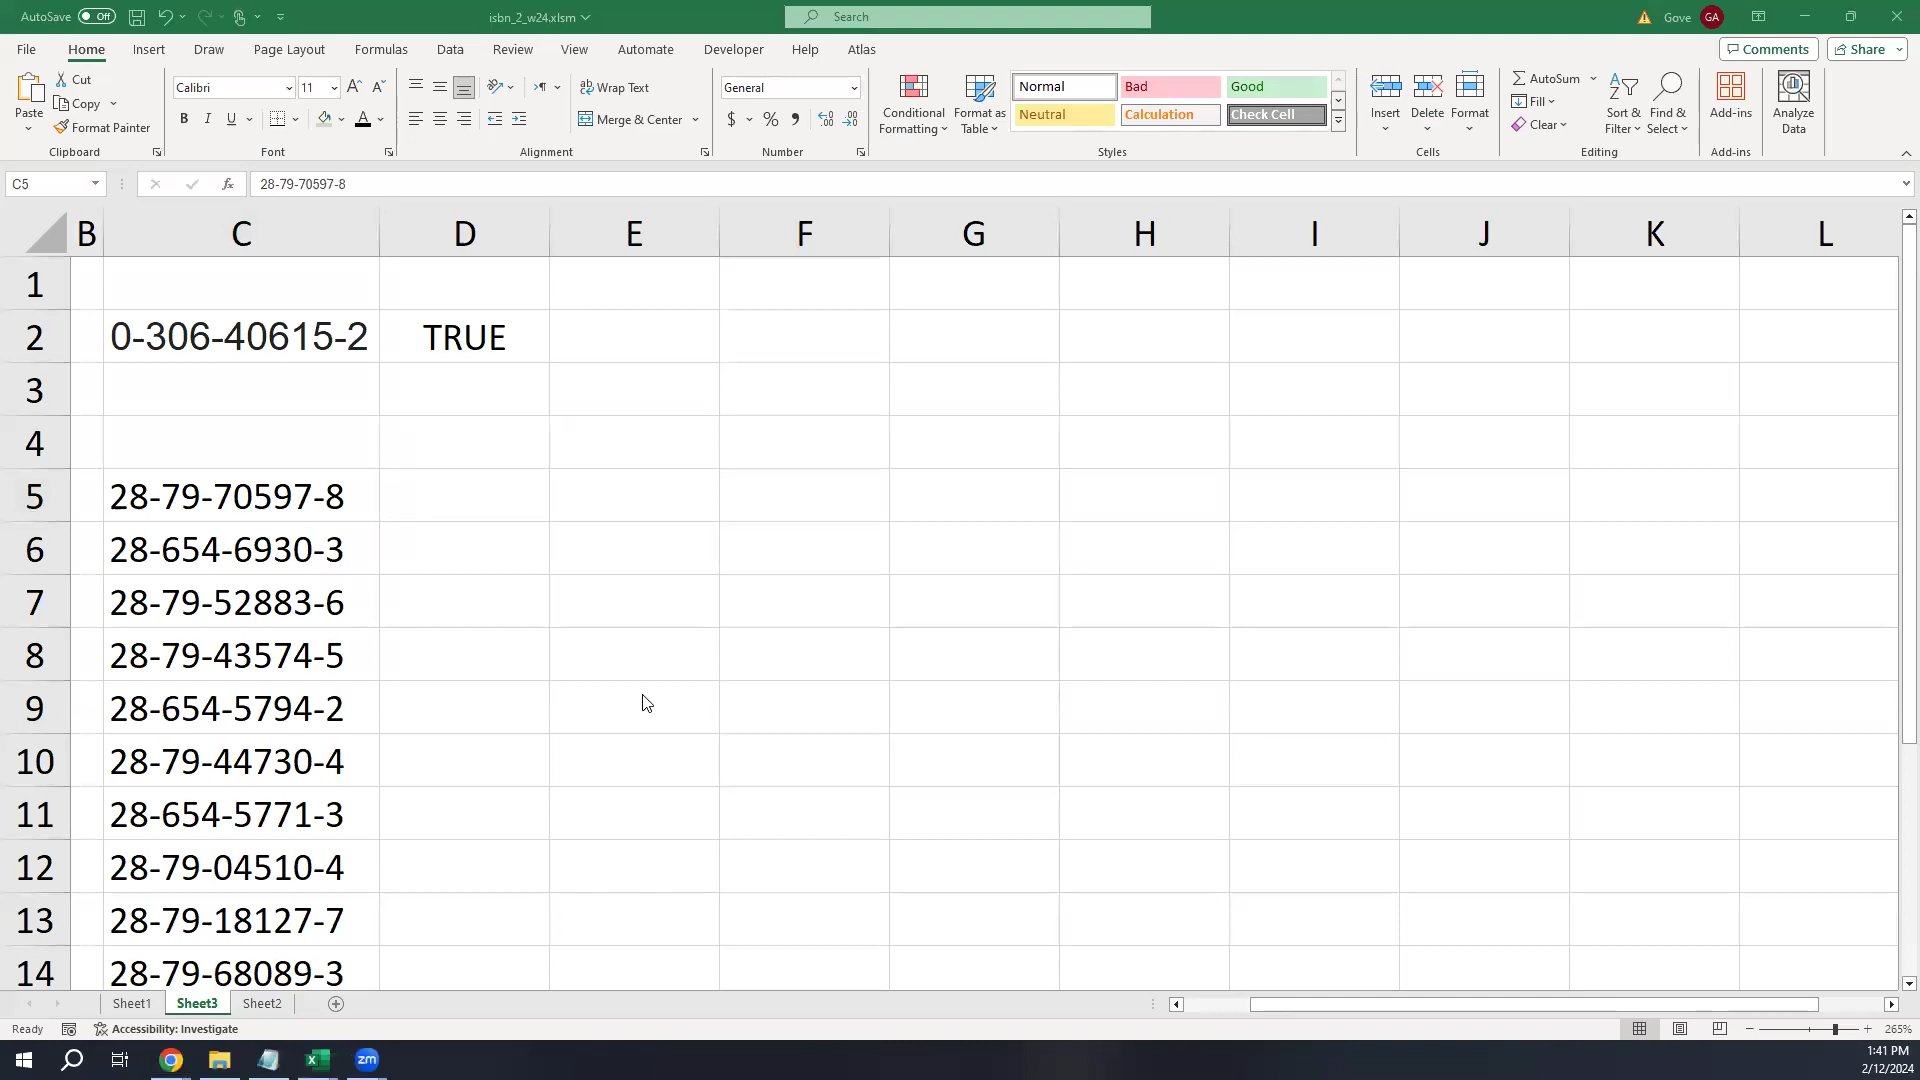 AutoSave Off
isbn_2_w24.xlsm
Search
Gove GA
File Home Insert Draw Page Layout Formulas Data Review View Automate Developer Help Atlas
Comments Share
Paste
Cut
Copy
Format Painter
Clipboard
Calibri 11
B I U
Font
Wrap Text
Merge & Center
Alignment
General
$ % 9
Number
Conditional Formatting
Format as Table
Normal Bad Good
Neutral Calculation Check Cell
Styles
Insert Delete Format
Cells
AutoSum
Fill
Clear
Sort & Filter
Find & Select
Editing
Add-ins
Add-ins
Analyze Data
C5
fx
28-79-70597-8
B C D E F G H I J K L
1
2 0-306-40615-2 TRUE
3
4
5 28-79-70597-8
6 28-654-6930-3
7 28-79-52883-6
8 28-79-43574-5
9 28-654-5794-2
10 28-79-44730-4
11 28-654-5771-3
12 28-79-04510-4
13 28-79-18127-7
14 28-79-68089-3
Sheet1 Sheet3 Sheet2
Ready
Accessibility: Investigate
265%
zm
1:41 PM
2/12/2024